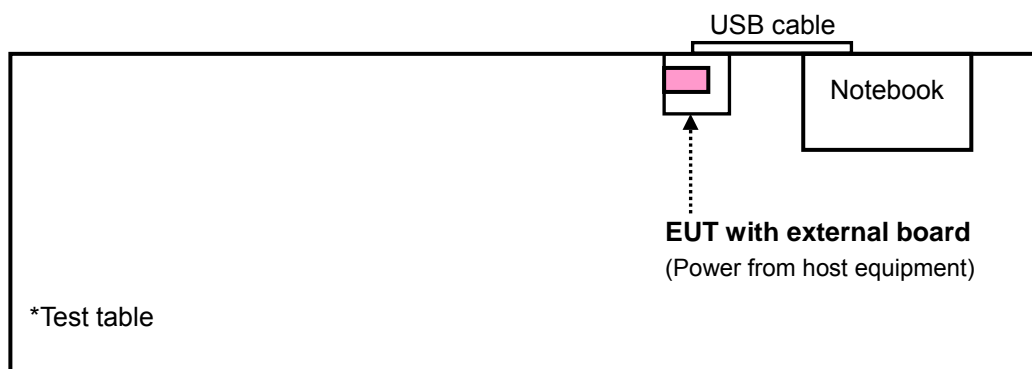 USB cable
Notebook
EUT with external board
(Power from host equipment)
*Test table